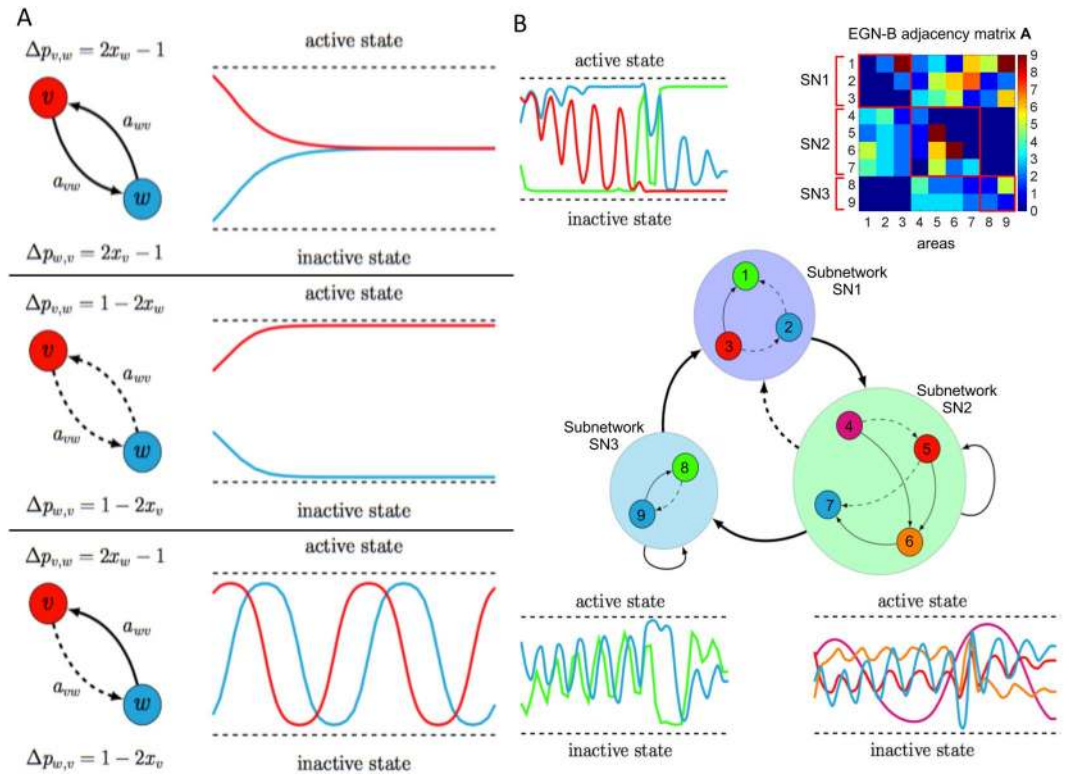 A
Δp_{v,w} = 2x_w − 1
active state
v
a_{wv}
a_{vw}
w
Δp_{w,v} = 2x_v − 1
inactive state
Δp_{v,w} = 1 − 2x_w
active state
v
a_{wv}
a_{vw}
w
Δp_{w,v} = 1 − 2x_v
inactive state
Δp_{v,w} = 2x_w − 1
active state
v
a_{wv}
a_{vw}
w
Δp_{w,v} = 1 − 2x_v
inactive state
B
active state
inactive state
EGN-B adjacency matrix A
SN1
SN2
SN3
1
2
3
4
5
6
7
8
9
1 2 3 4 5 6 7 8 9
areas
9
8
7
6
5
4
3
2
1
0
Subnetwork
SN1
1
2
3
Subnetwork
SN2
4
5
7
6
Subnetwork
SN3
8
9
active state
inactive state
active state
inactive state